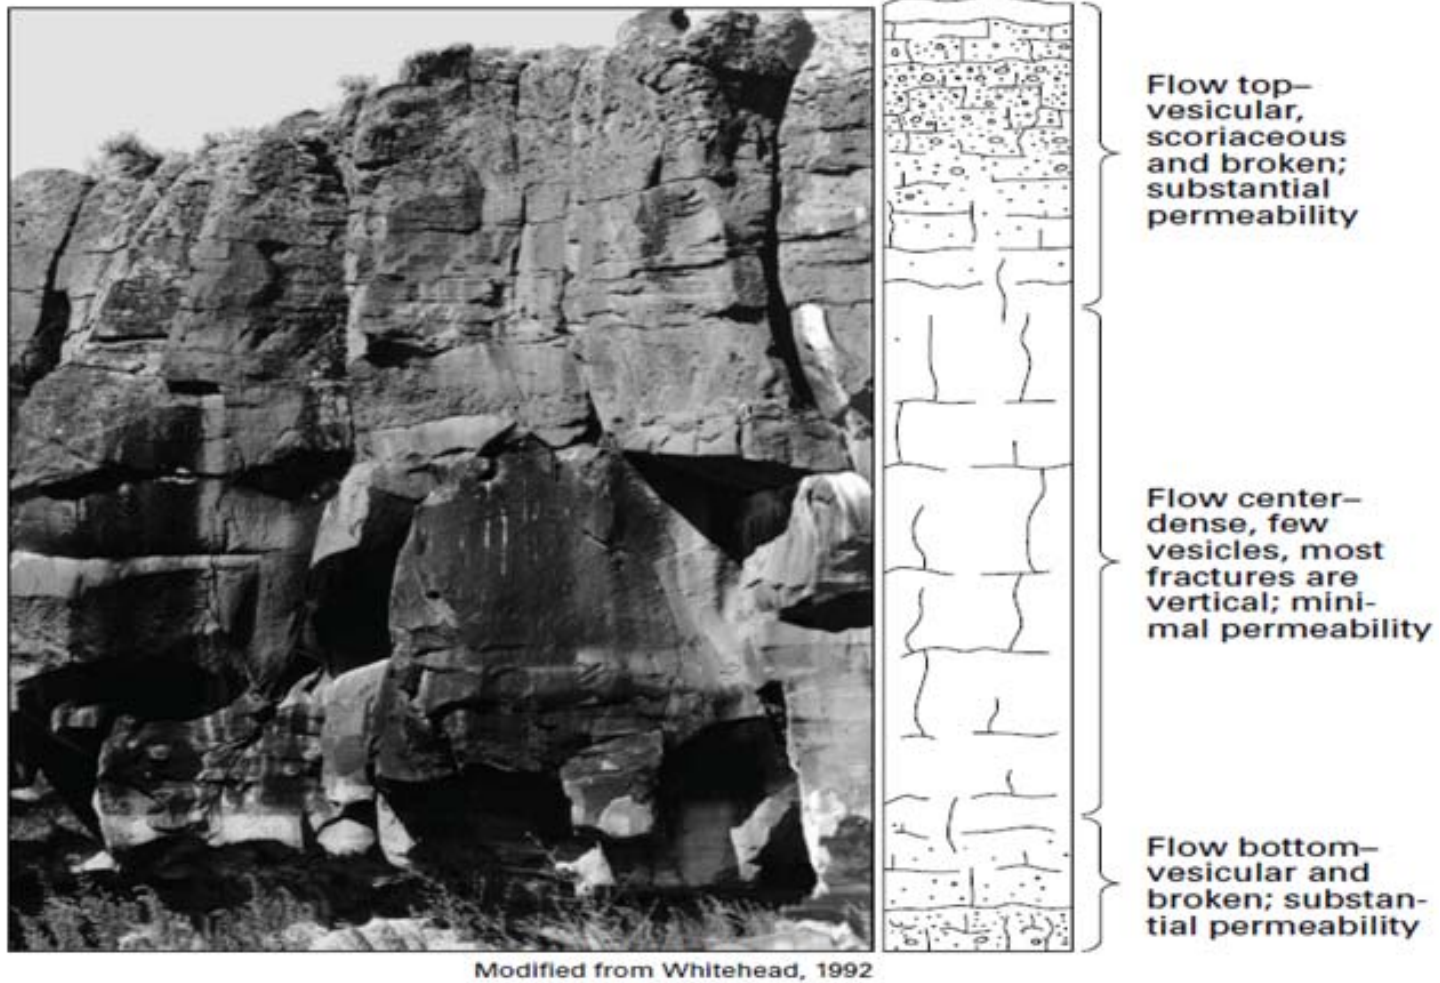 Flow top–
vesicular,
scoriaceous
and broken;
substantial
permeability
Flow center–
dense, few
vesicles, most
fractures are
vertical; mini-
mal permeability
Flow bottom–
vesicular and
broken; substan-
tial permeability
Modified from Whitehead, 1992